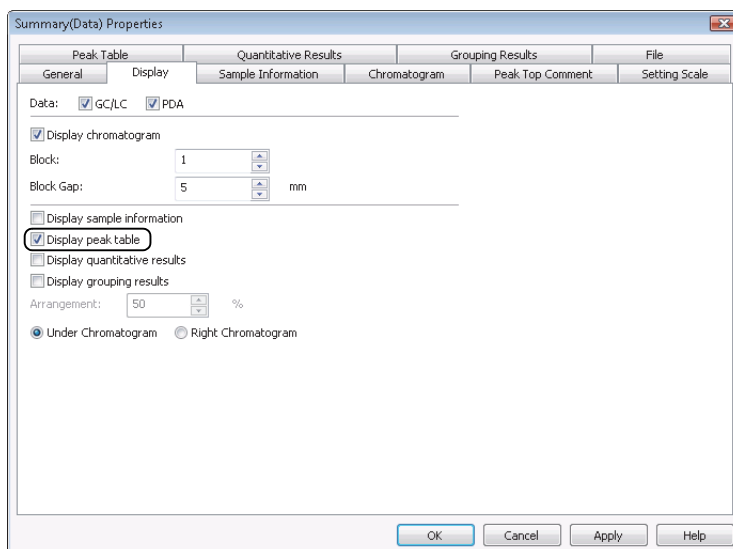 Summary(Data) Properties
Peak Table Quantitative Results Grouping Results File
General Display Sample Information Chromatogram Peak Top Comment Setting Scale
Data: GC/LC PDA
Display chromatogram
Block: 1
Block Gap: 5 mm
Display sample information
Display peak table
Display quantitative results
Display grouping results
Arrangement: 50 %
Under Chromatogram Right Chromatogram
OK Cancel Apply Help